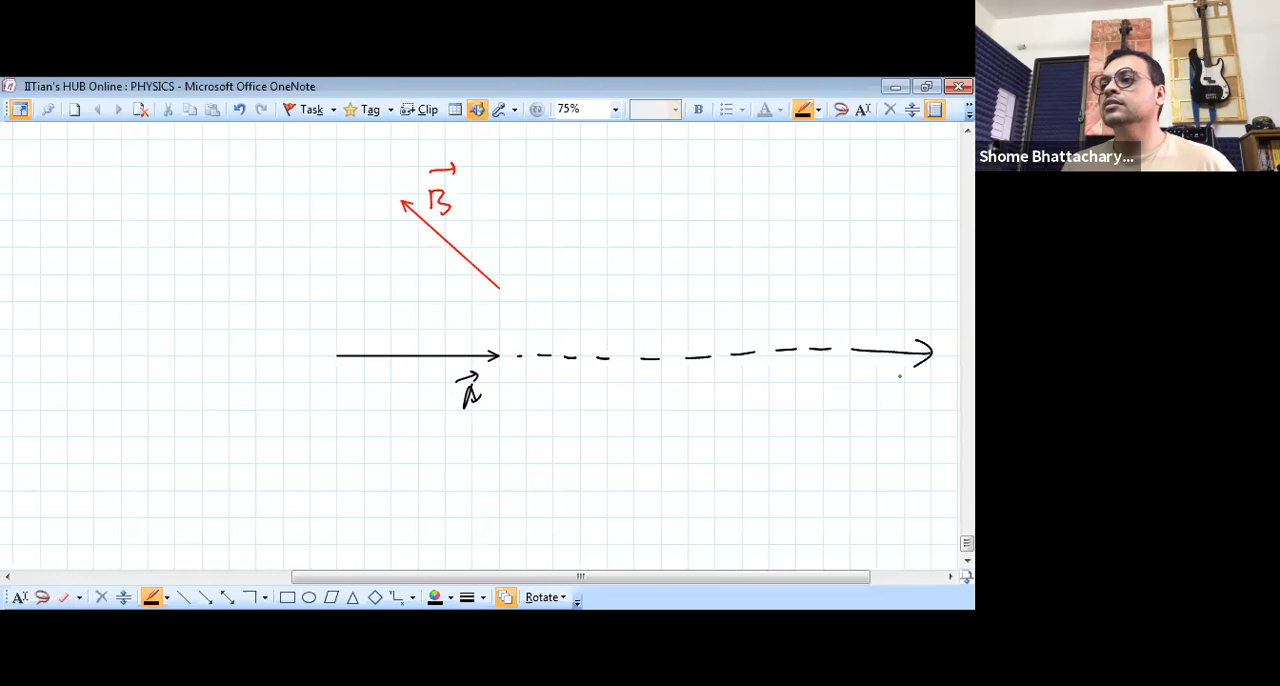 IITian's HUB Online : PHYSICS - Microsoft Office OneNote
Task Tag Clip 75% B A A
B
A
A Rotate
Shome Bhattachary...